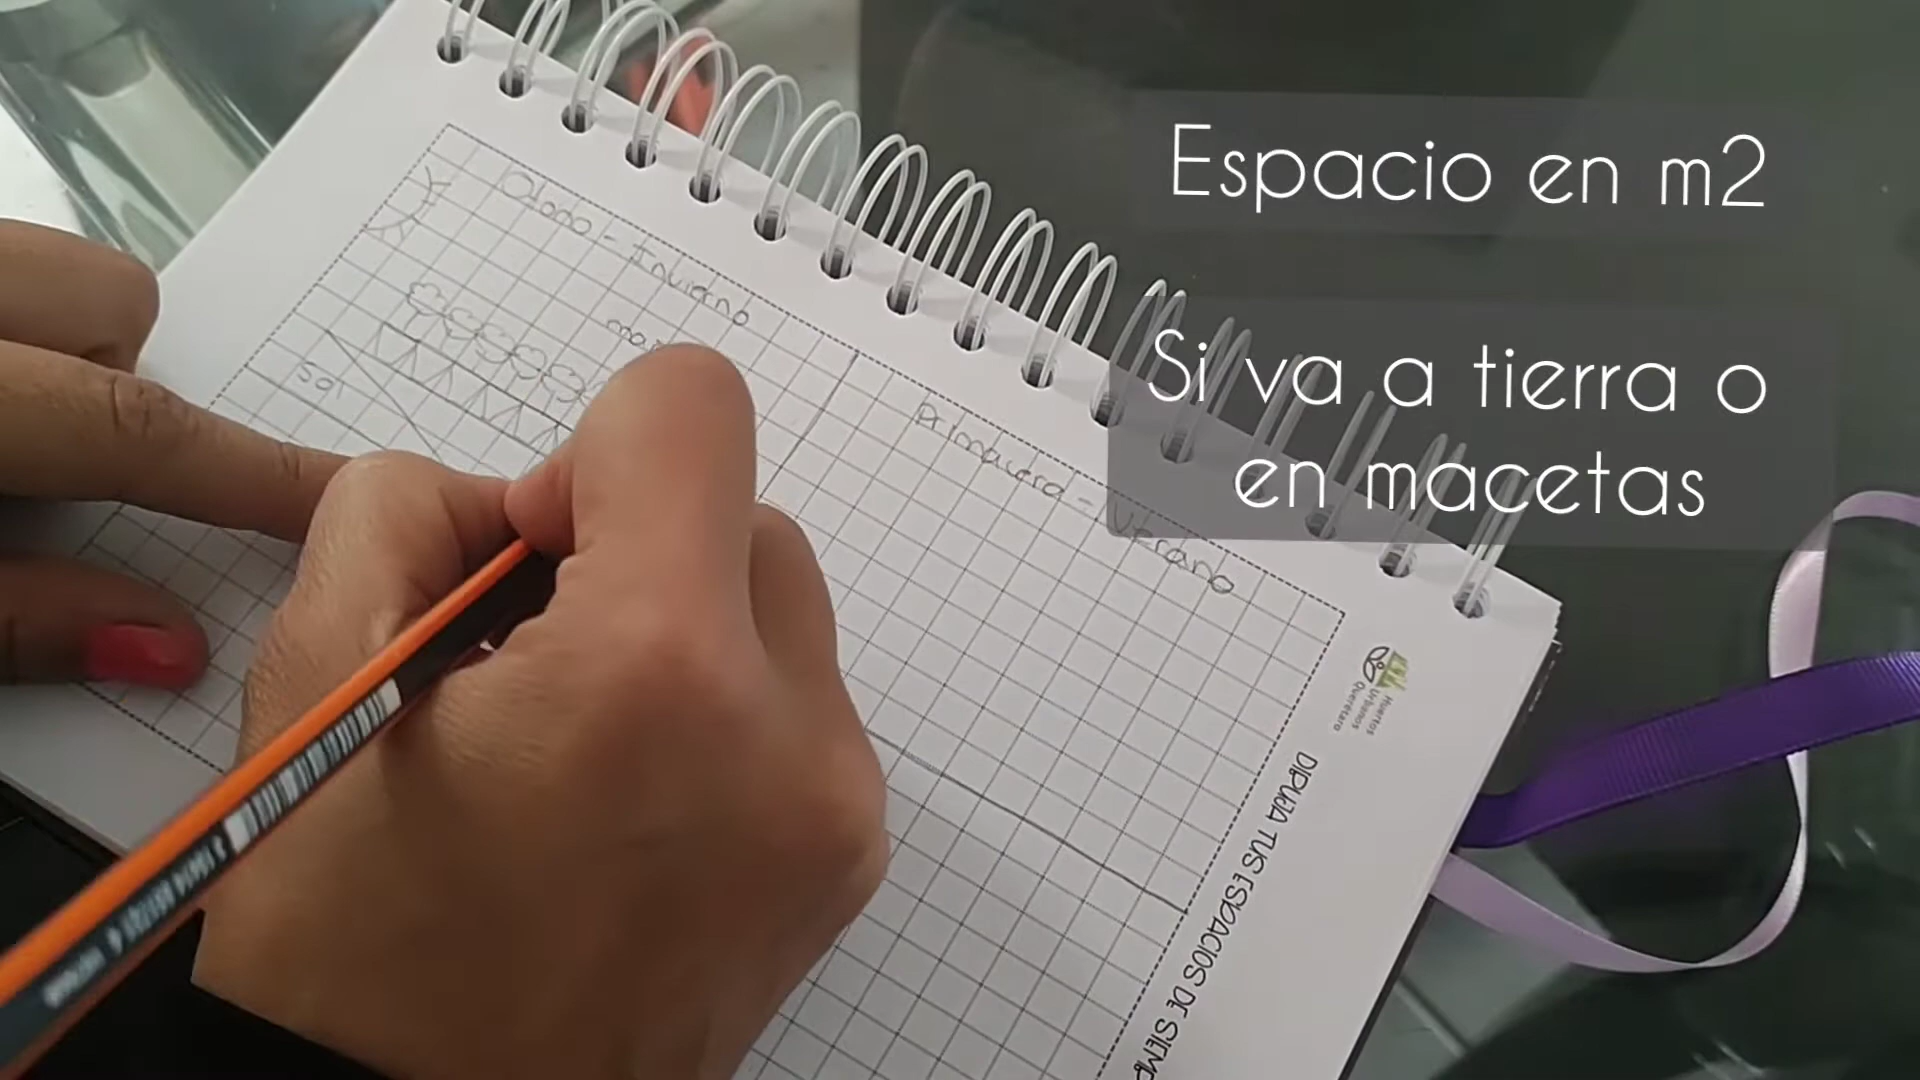 Espacio en m2
Si va a tierra o
en macetas
Otoño - Invierno
sol
Primavera - Verano
Huertos
Urbanos
Querétaro
DIBUJA TUS ESPACIOS DE